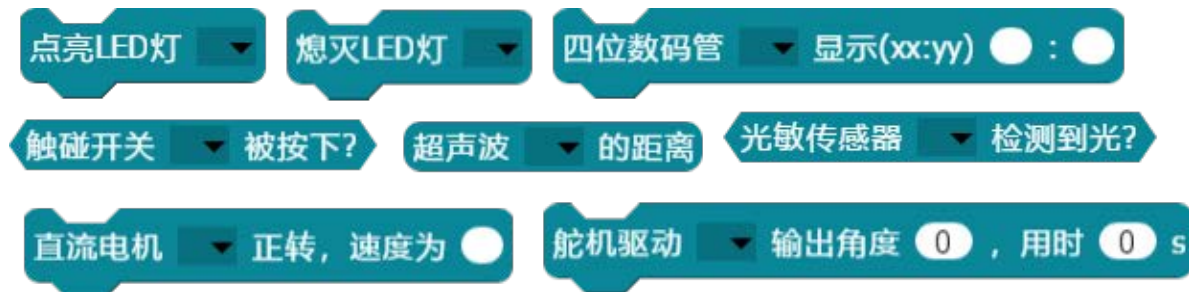 点亮LED灯 熄灭LED灯 四位数码管 显示(xx:yy) :
触碰开关 被按下? 超声波 的距离 光敏传感器 检测到光?
直流电机 正转，速度为 舵机驱动 输出角度 0 ，用时 0 s